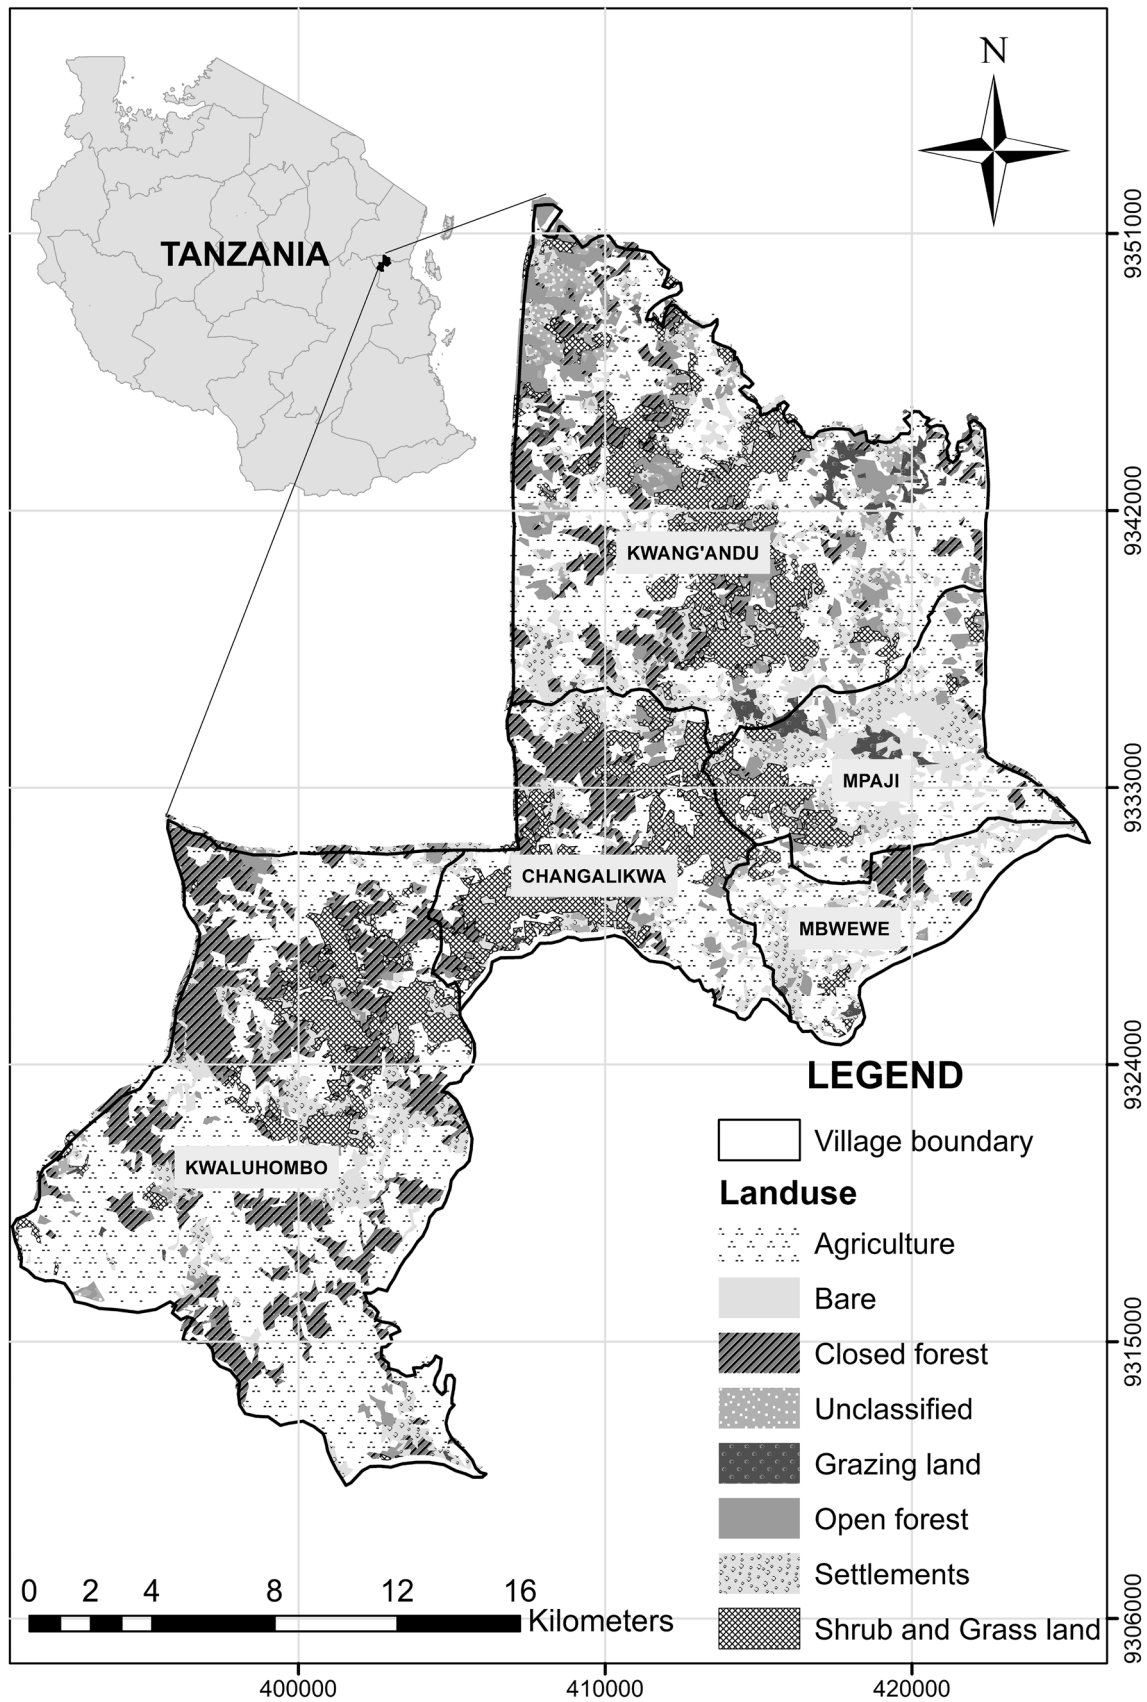 N
TANZANIA
9351000
9342000
KWANG'ANDU
MPAJI
9333000
CHANGALIKWA
MBWEWE
9324000
KWALUHOMBO
LEGEND
Village boundary
Landuse
Agriculture
Bare
Closed forest
Unclassified
Grazing land
Open forest
Settlements
Shrub and Grass land
9315000
9306000
0 2 4 8 12 16
Kilometers
400000 410000 420000